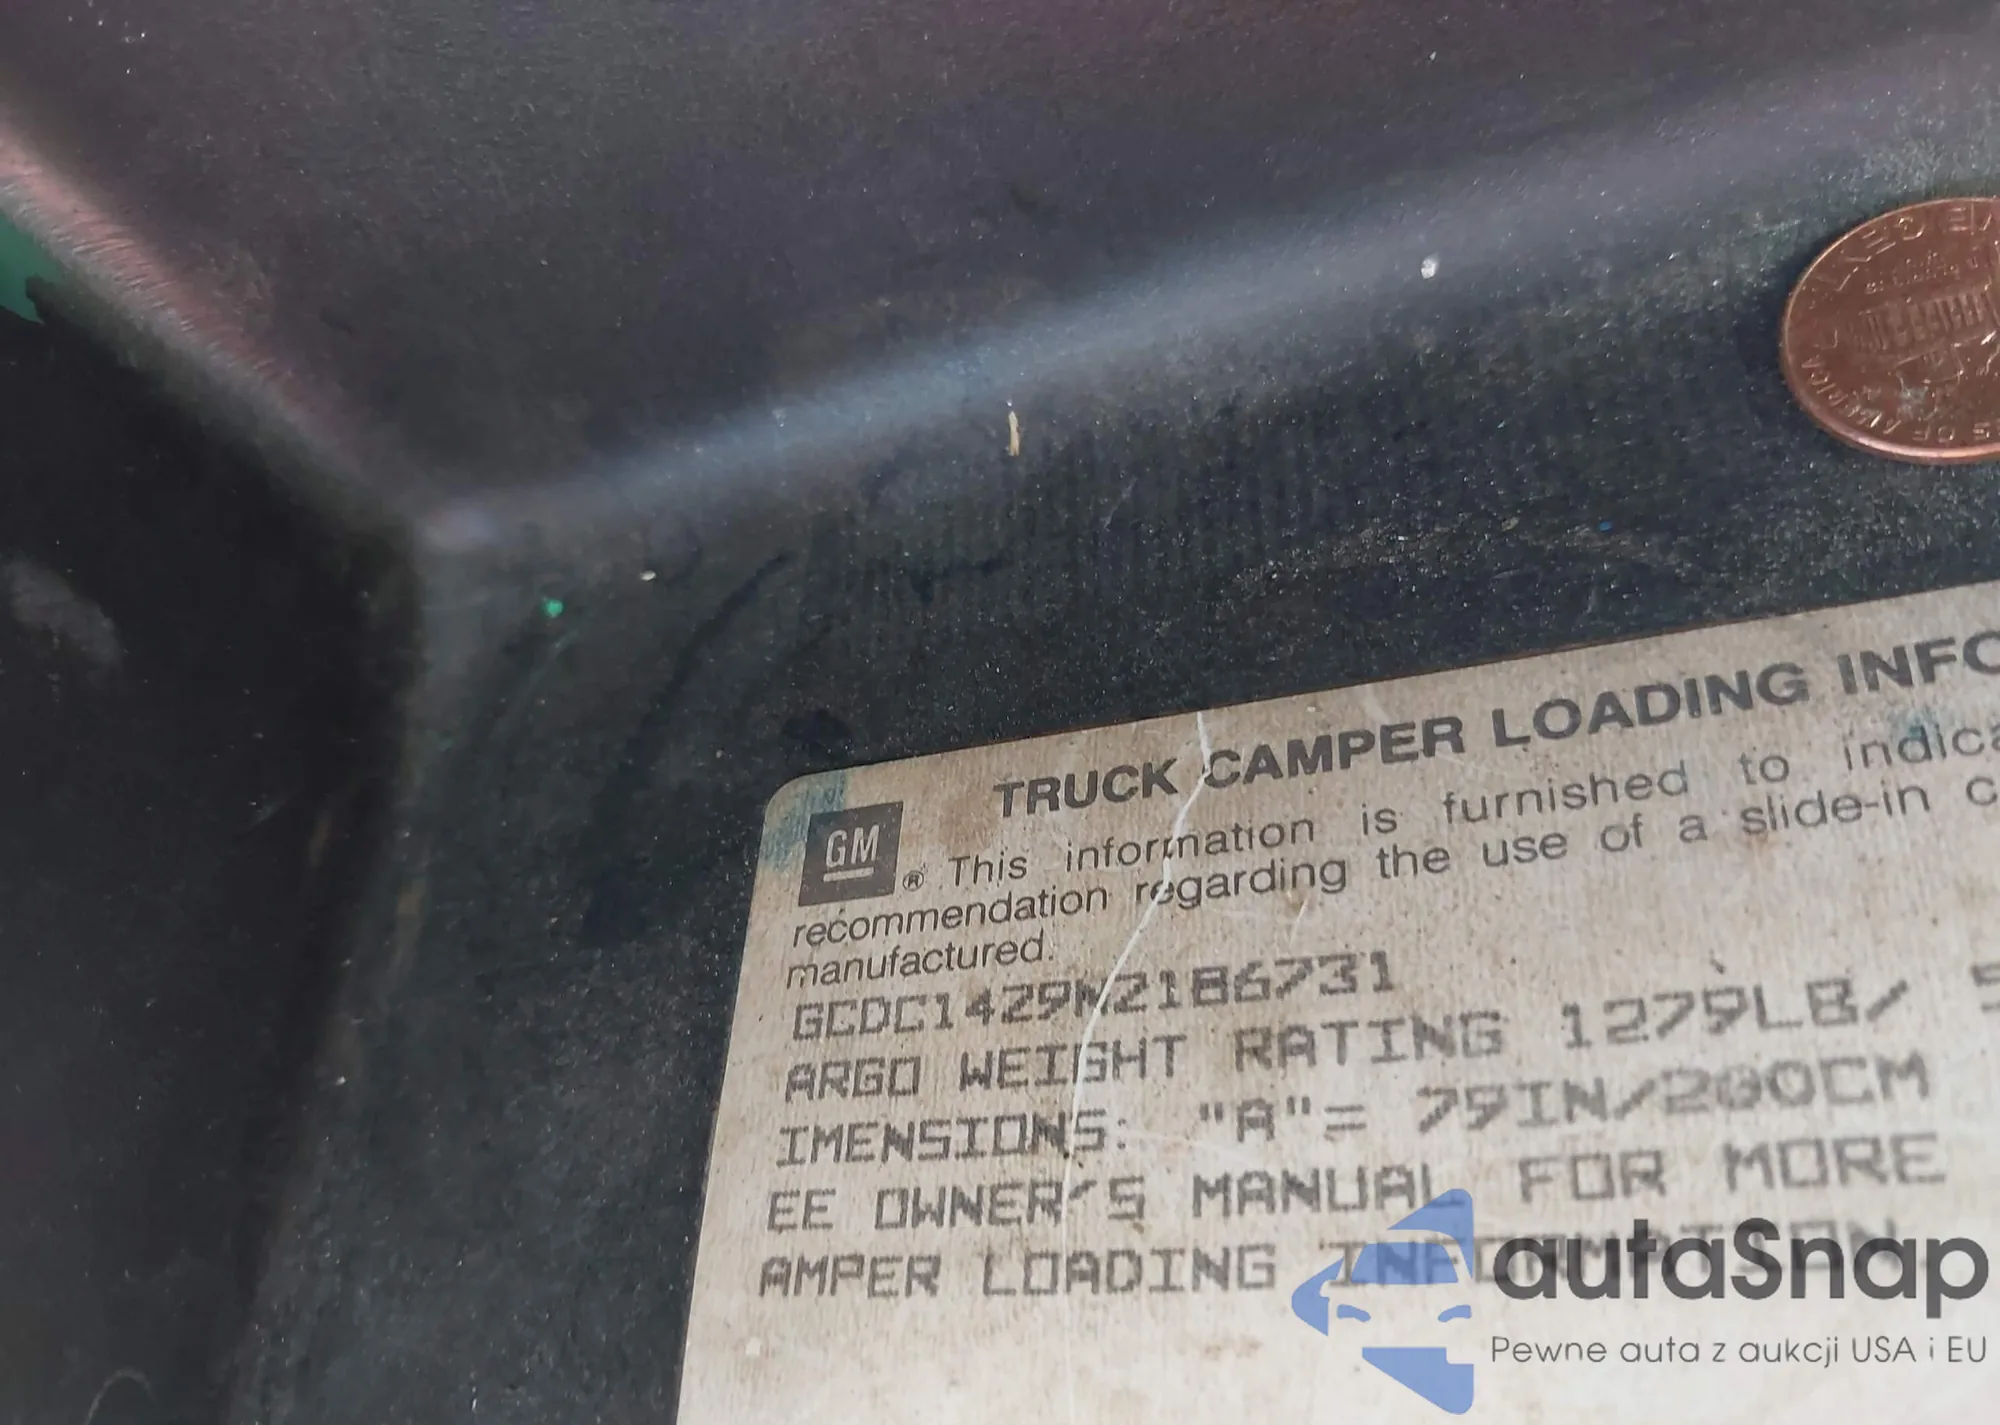 TRUCK CAMPER LOADING INFO
GM
® This information is furnished to indica
recommendation regarding the use of a slide-in c
manufactured.
GCDC1429N2186731
ARGO WEIGHT RATING 1279LB/ 5
IMENSIONS: "A"= 79IN/200CM
EE OWNER'S MANUAL FOR MORE
AMPER LOADING INFORMATION.
autaSnap
Pewne auta z aukcji USA i EU